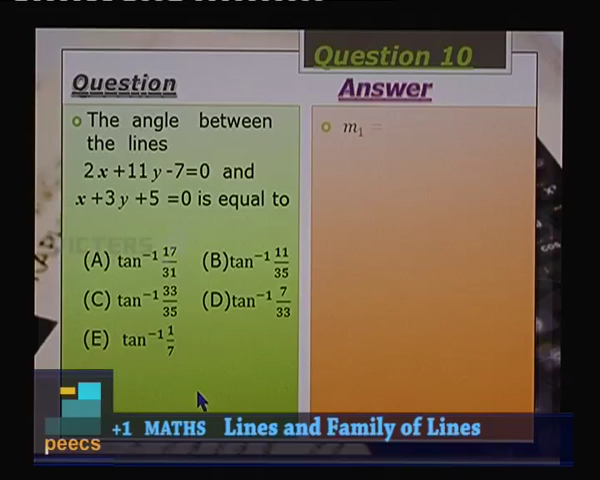 Question 10
Question
The angle between
the lines
2x+11y-7=0 and
x+3y+5=0 is equal to
(A) tan⁻¹ 17/31 (B)tan⁻¹ 11/35
(C) tan⁻¹ 33/35 (D)tan⁻¹ 7/33
(E) tan⁻¹ 1/7
Answer
m₁ =
peecs
+1 MATHS Lines and Family of Lines